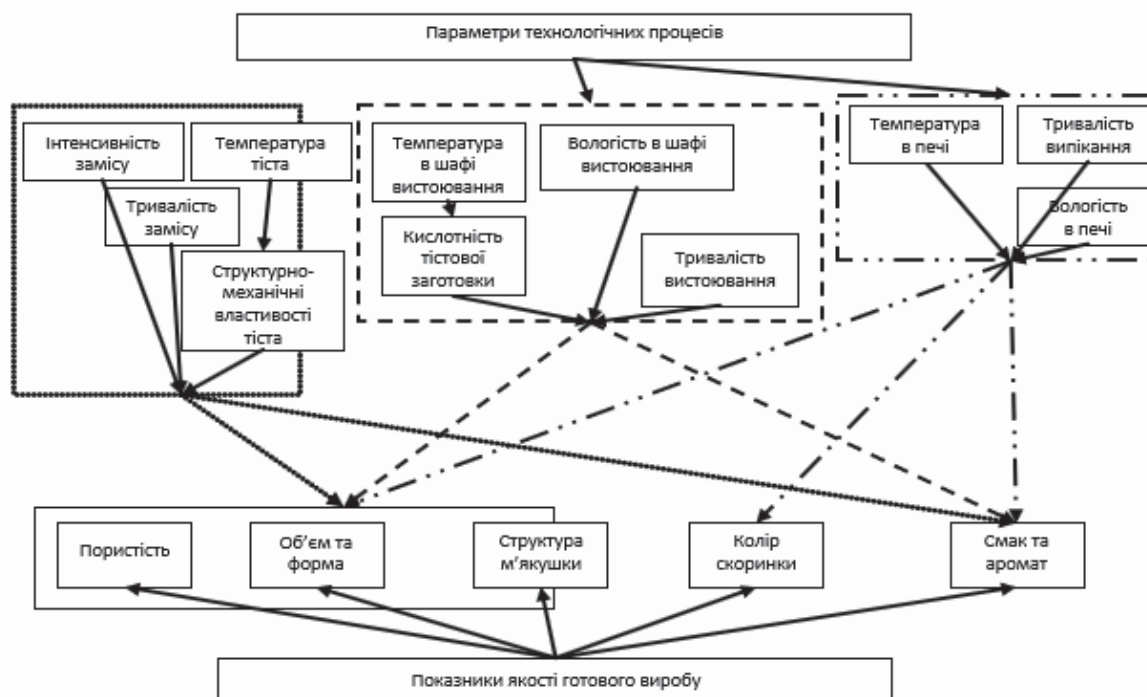 Параметри технологічних процесів
Інтенсивність
замісу
Температура
тіста
Тривалість
замісу
Структурно-
механічні
властивості
тіста
Температура
в шафі
вистоювання
Вологість в шафі
вистоювання
Кислотність
тістової
заготовки
Тривалість
вистоювання
Температура
в печі
Тривалість
випікання
Вологість
в печі
Пористість
Об’єм та
форма
Структура
м’якушки
Колір
скоринки
Смак та
аромат
Показники якості готового виробу